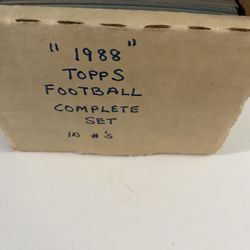 "1988"
TOPPS
FOOTBALL
COMPLETE
SET
IN #'S